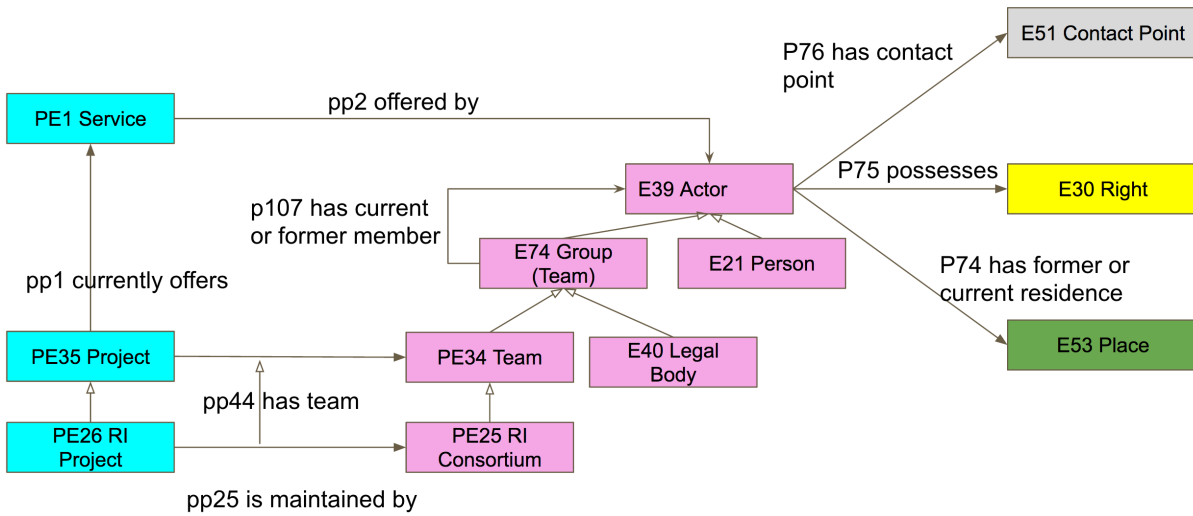 E51 Contact Point
P76 has contact
point
pp2 offered by
PE1 Service
P75 possesses
E39 Actor
E30 Right
p107 has current
or former member
E74 Group
(Team)
E21 Person
P74 has former or
current residence
pp1 currently offers
PE35 Project
PE34 Team
E40 Legal
Body
E53 Place
pp44 has team
PE26 RI
Project
PE25 RI
Consortium
pp25 is maintained by